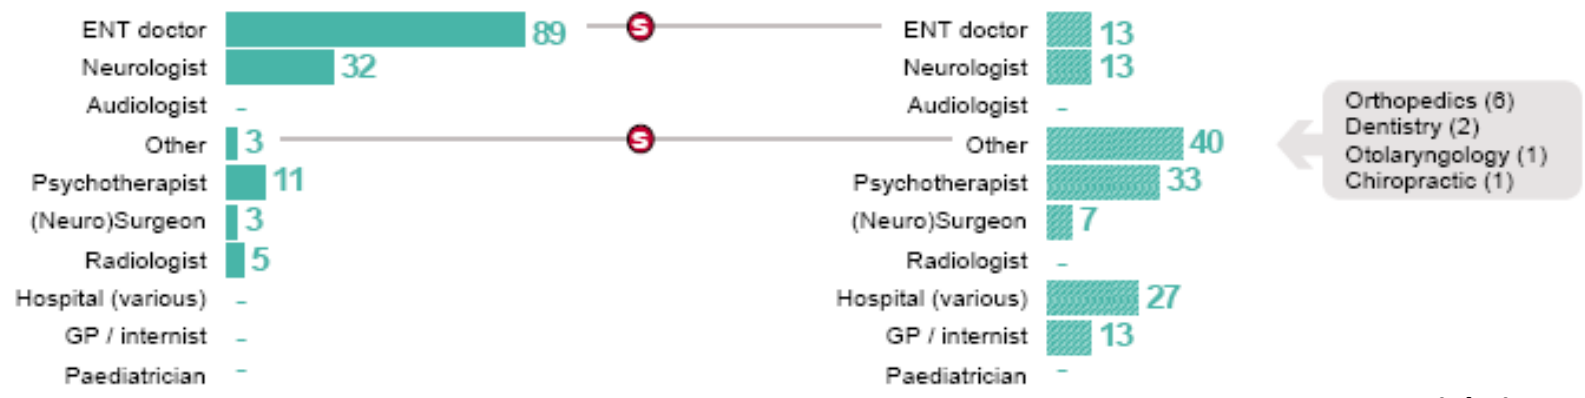 ENT doctor 89 S ENT doctor 13
Neurologist 32 Neurologist 13
Audiologist - Audiologist -
Other 3 S Other 40
Psychotherapist 11 Psychotherapist 33
(Neuro)Surgeon 3 (Neuro)Surgeon 7
Radiologist 5 Radiologist -
Hospital (various) - Hospital (various) 27
GP / internist - GP / internist 13
Paediatrician - Paediatrician -
Orthopedics (6)
Dentistry (2)
Otolaryngology (1)
Chiropractic (1)